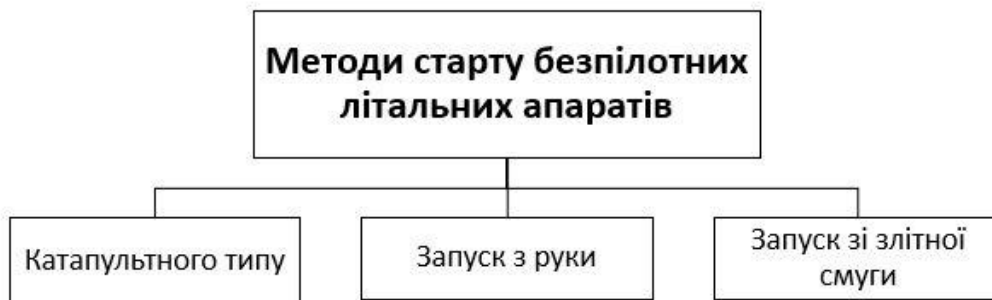 Методи старту безпілотних
літальних апаратів
Катапультного типу
Запуск з руки
Запуск зі злітної
смуги